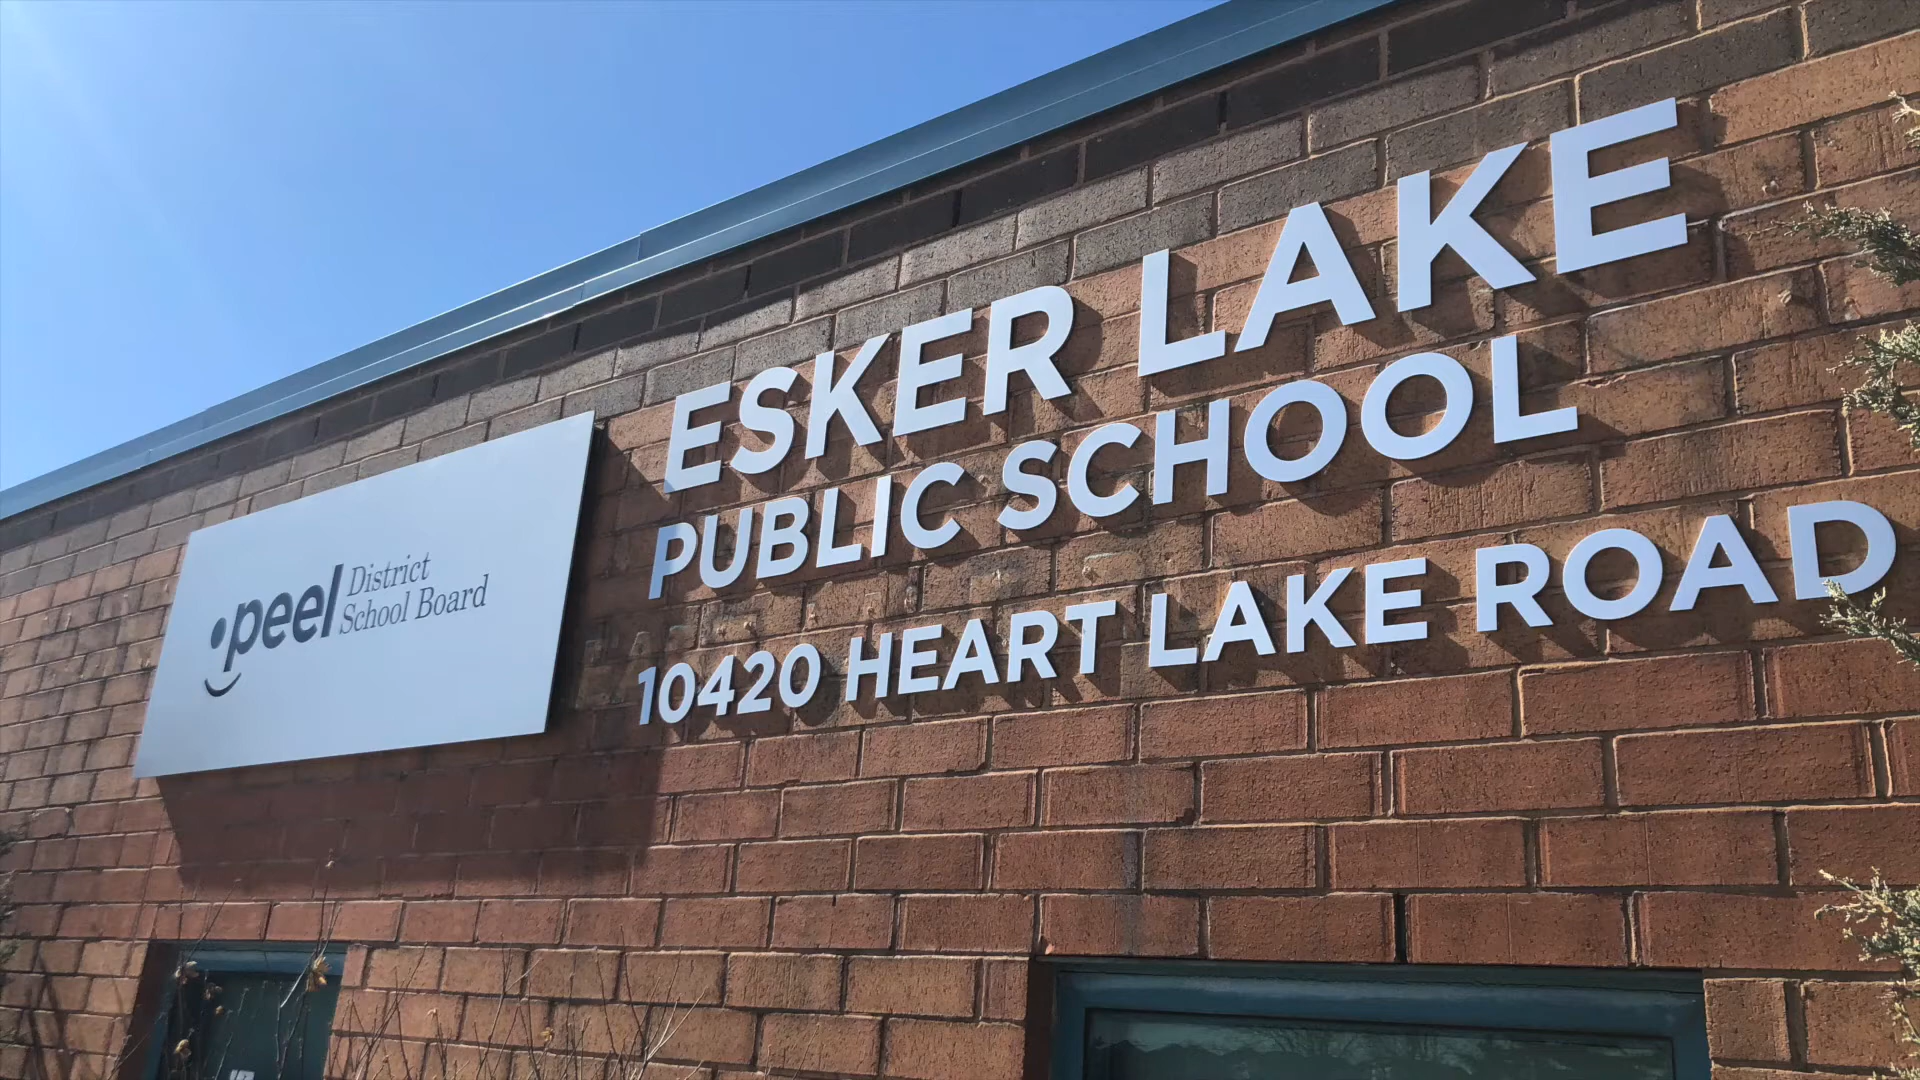 peel District
School Board
ESKER LAKE
PUBLIC SCHOOL
10420 HEART LAKE ROAD